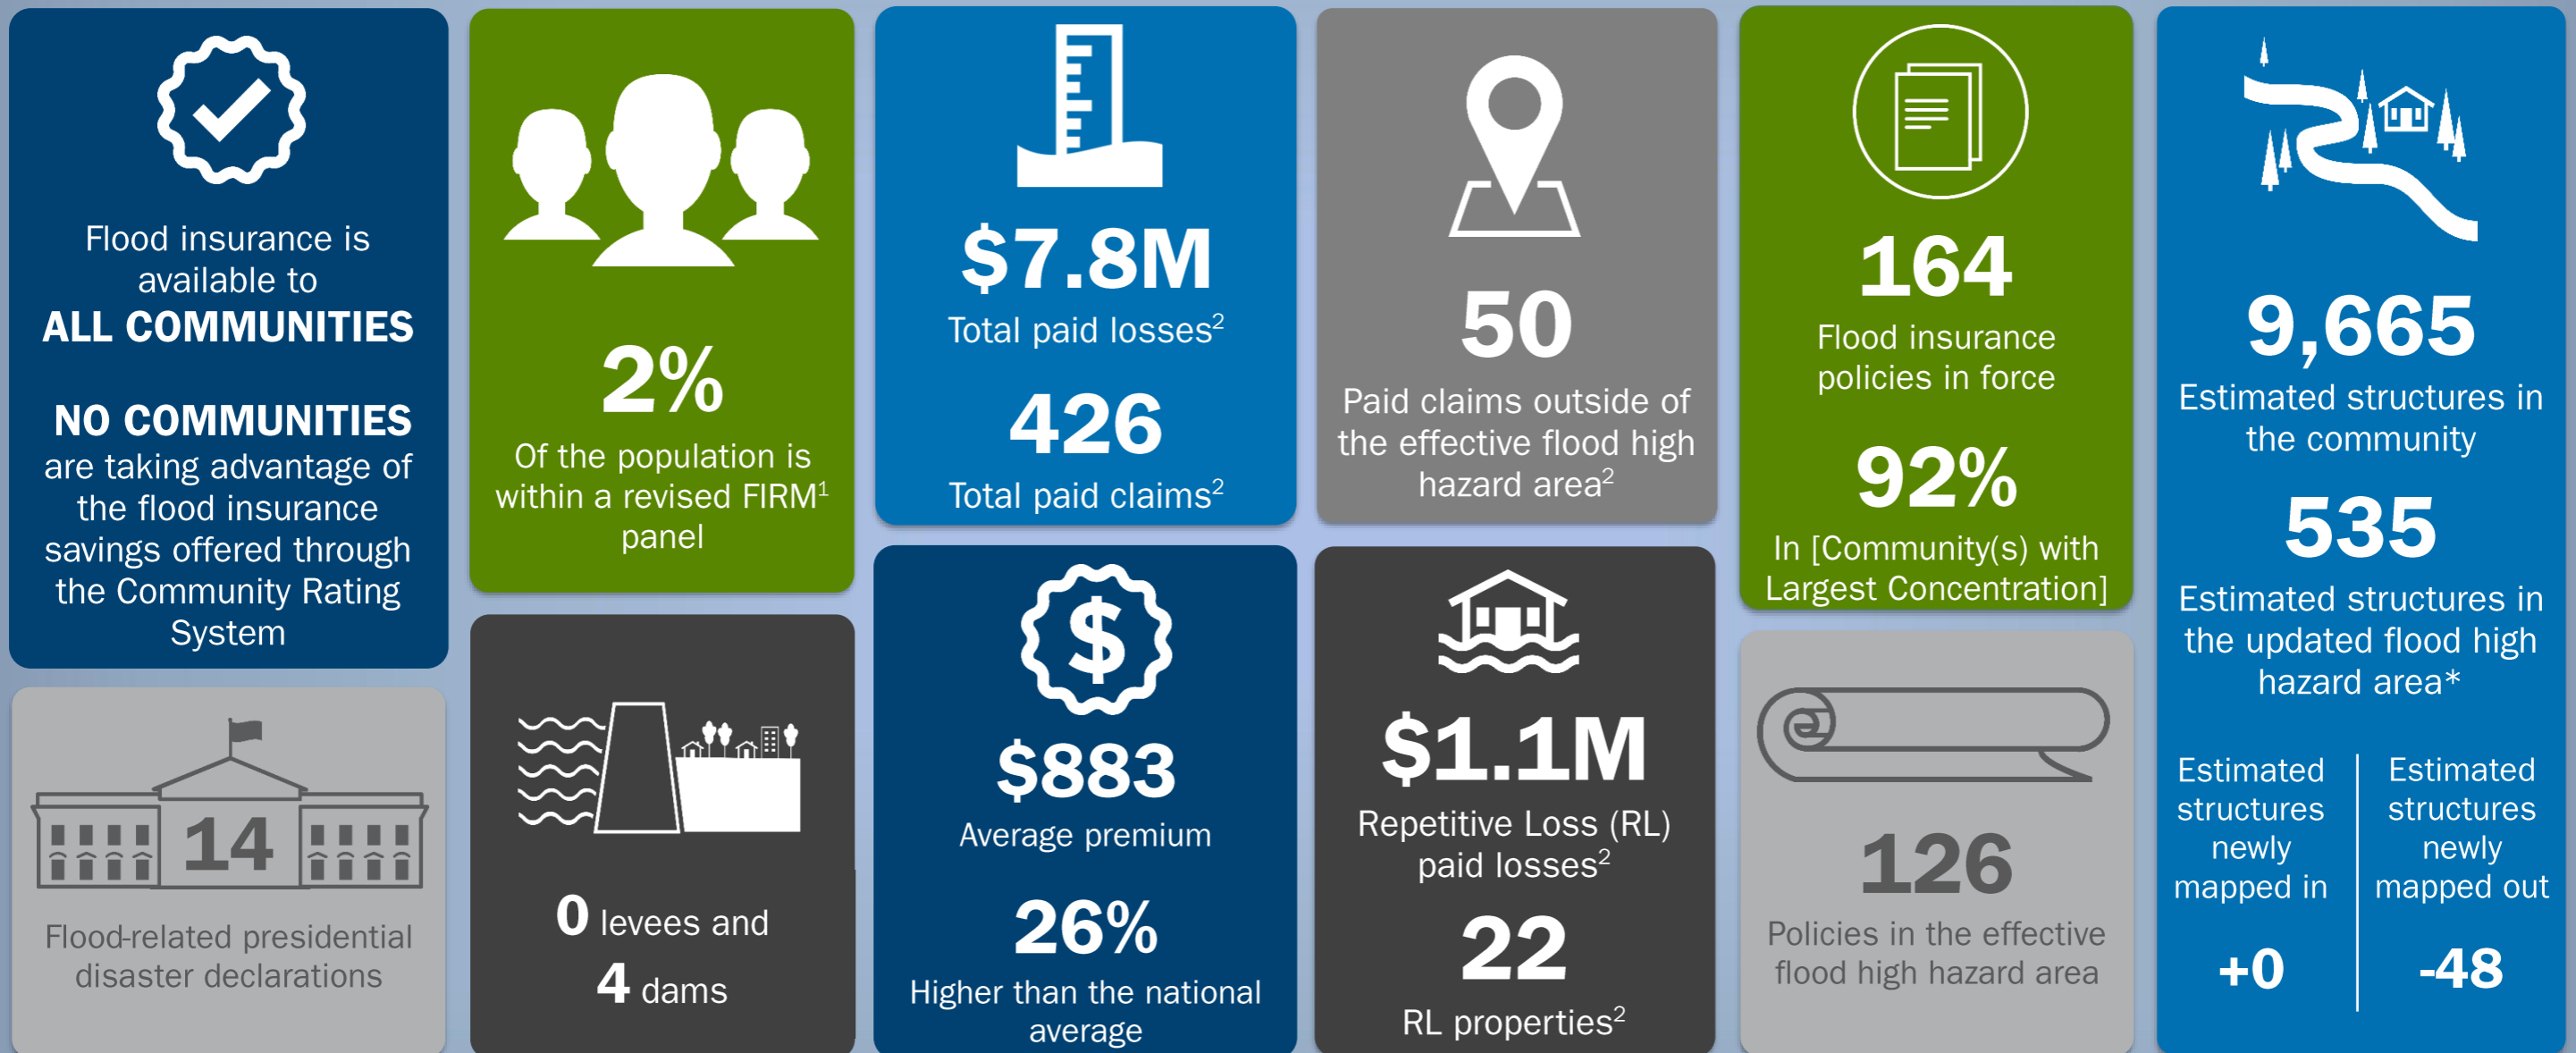 Flood insurance is
available to
ALL COMMUNITIES
NO COMMUNITIES
are taking advantage of
the flood insurance
savings offered through
the Community Rating
System
14
Flood-related presidential
disaster declarations
2%
Of the population is
within a revised FIRM¹
panel
0 levees and
4 dams
$7.8M
Total paid losses²
426
Total paid claims²
$
$883
Average premium
26%
Higher than the national
average
50
Paid claims outside of
the effective flood high
hazard area²
$1.1M
Repetitive Loss (RL)
paid losses²
22
RL properties²
164
Flood insurance
policies in force
92%
In [Community(s) with
Largest Concentration]
126
Policies in the effective
flood high hazard area
9,665
Estimated structures in
the community
535
Estimated structures in
the updated flood high
hazard area*
Estimated
structures
newly
mapped in
+0
Estimated
structures
newly
mapped out
-48